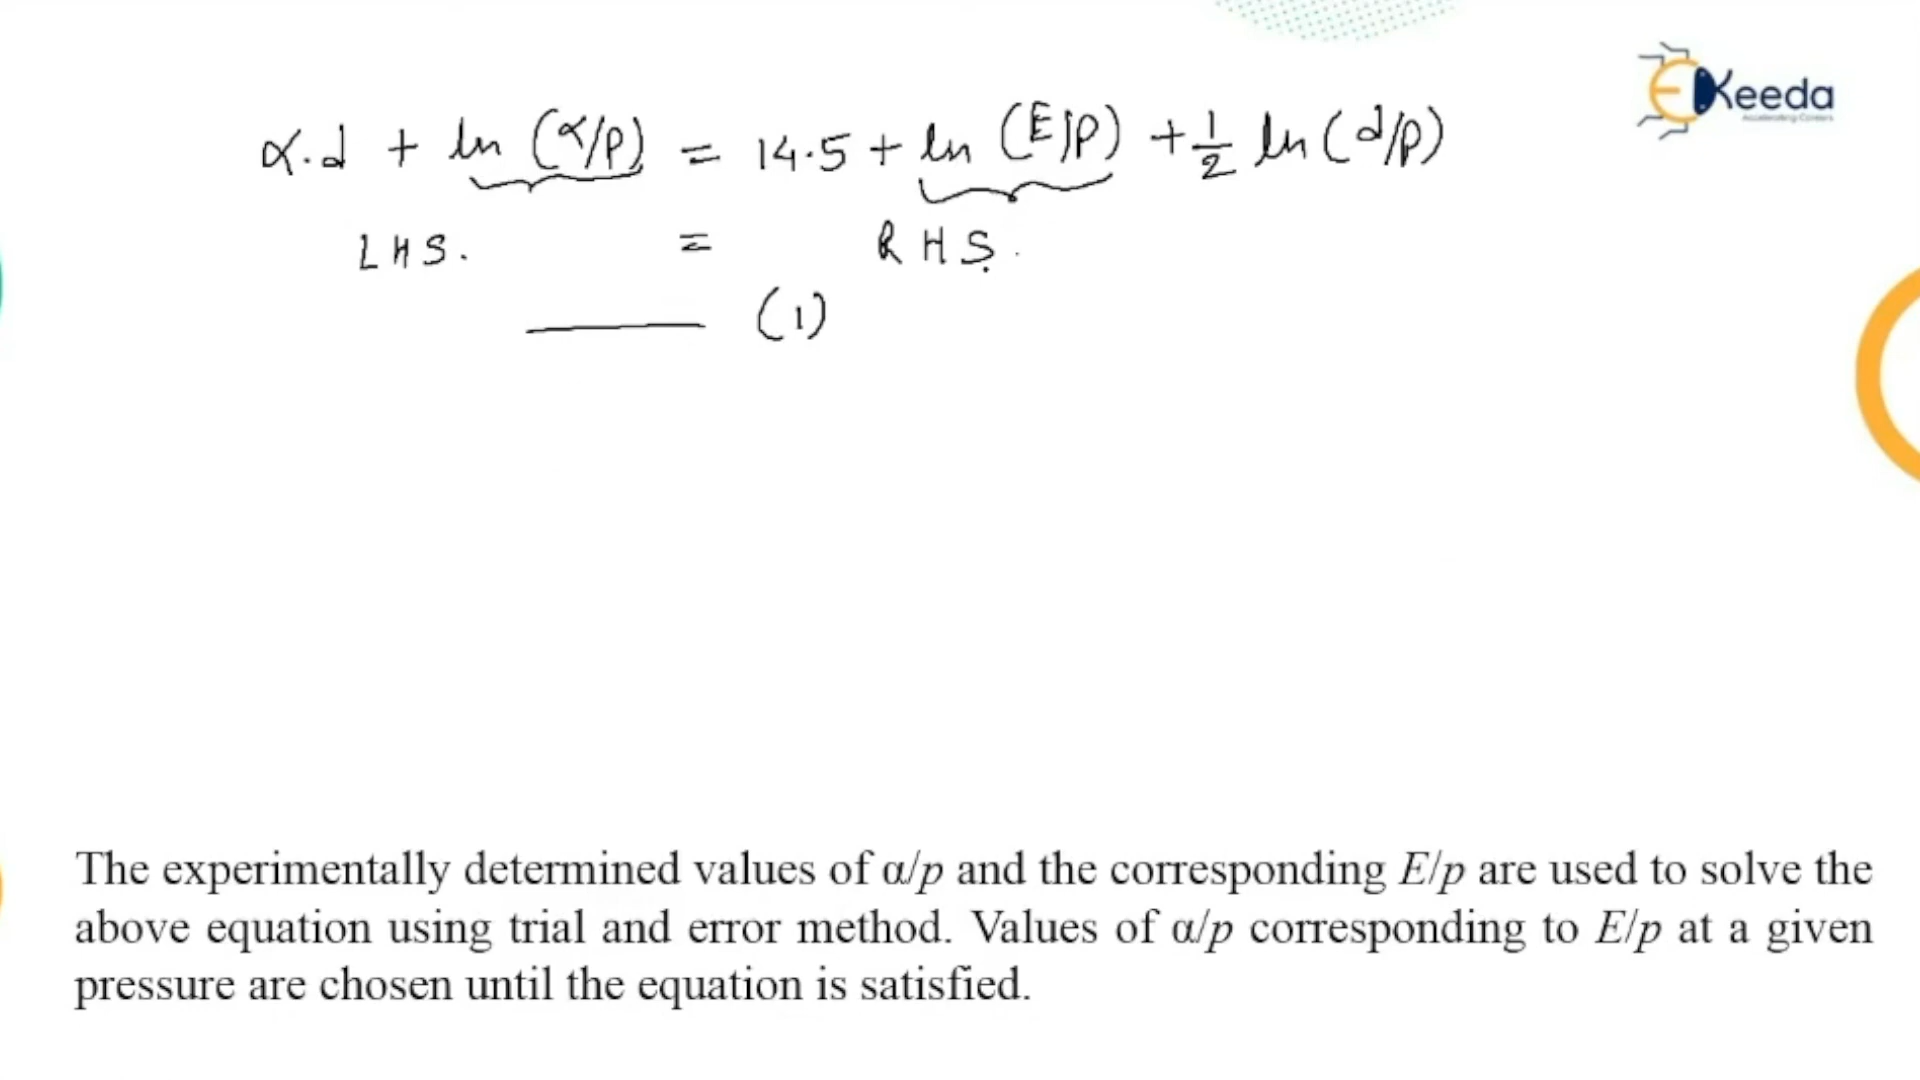 Keeda
α.d + ln (α/p) = 14.5 + ln (E/p) + 1/2 ln (d/p)
LHS. = RHS.
(1)
The experimentally determined values of α/p and the corresponding E/p are used to solve the
above equation using trial and error method. Values of α/p corresponding to E/p at a given
pressure are chosen until the equation is satisfied.